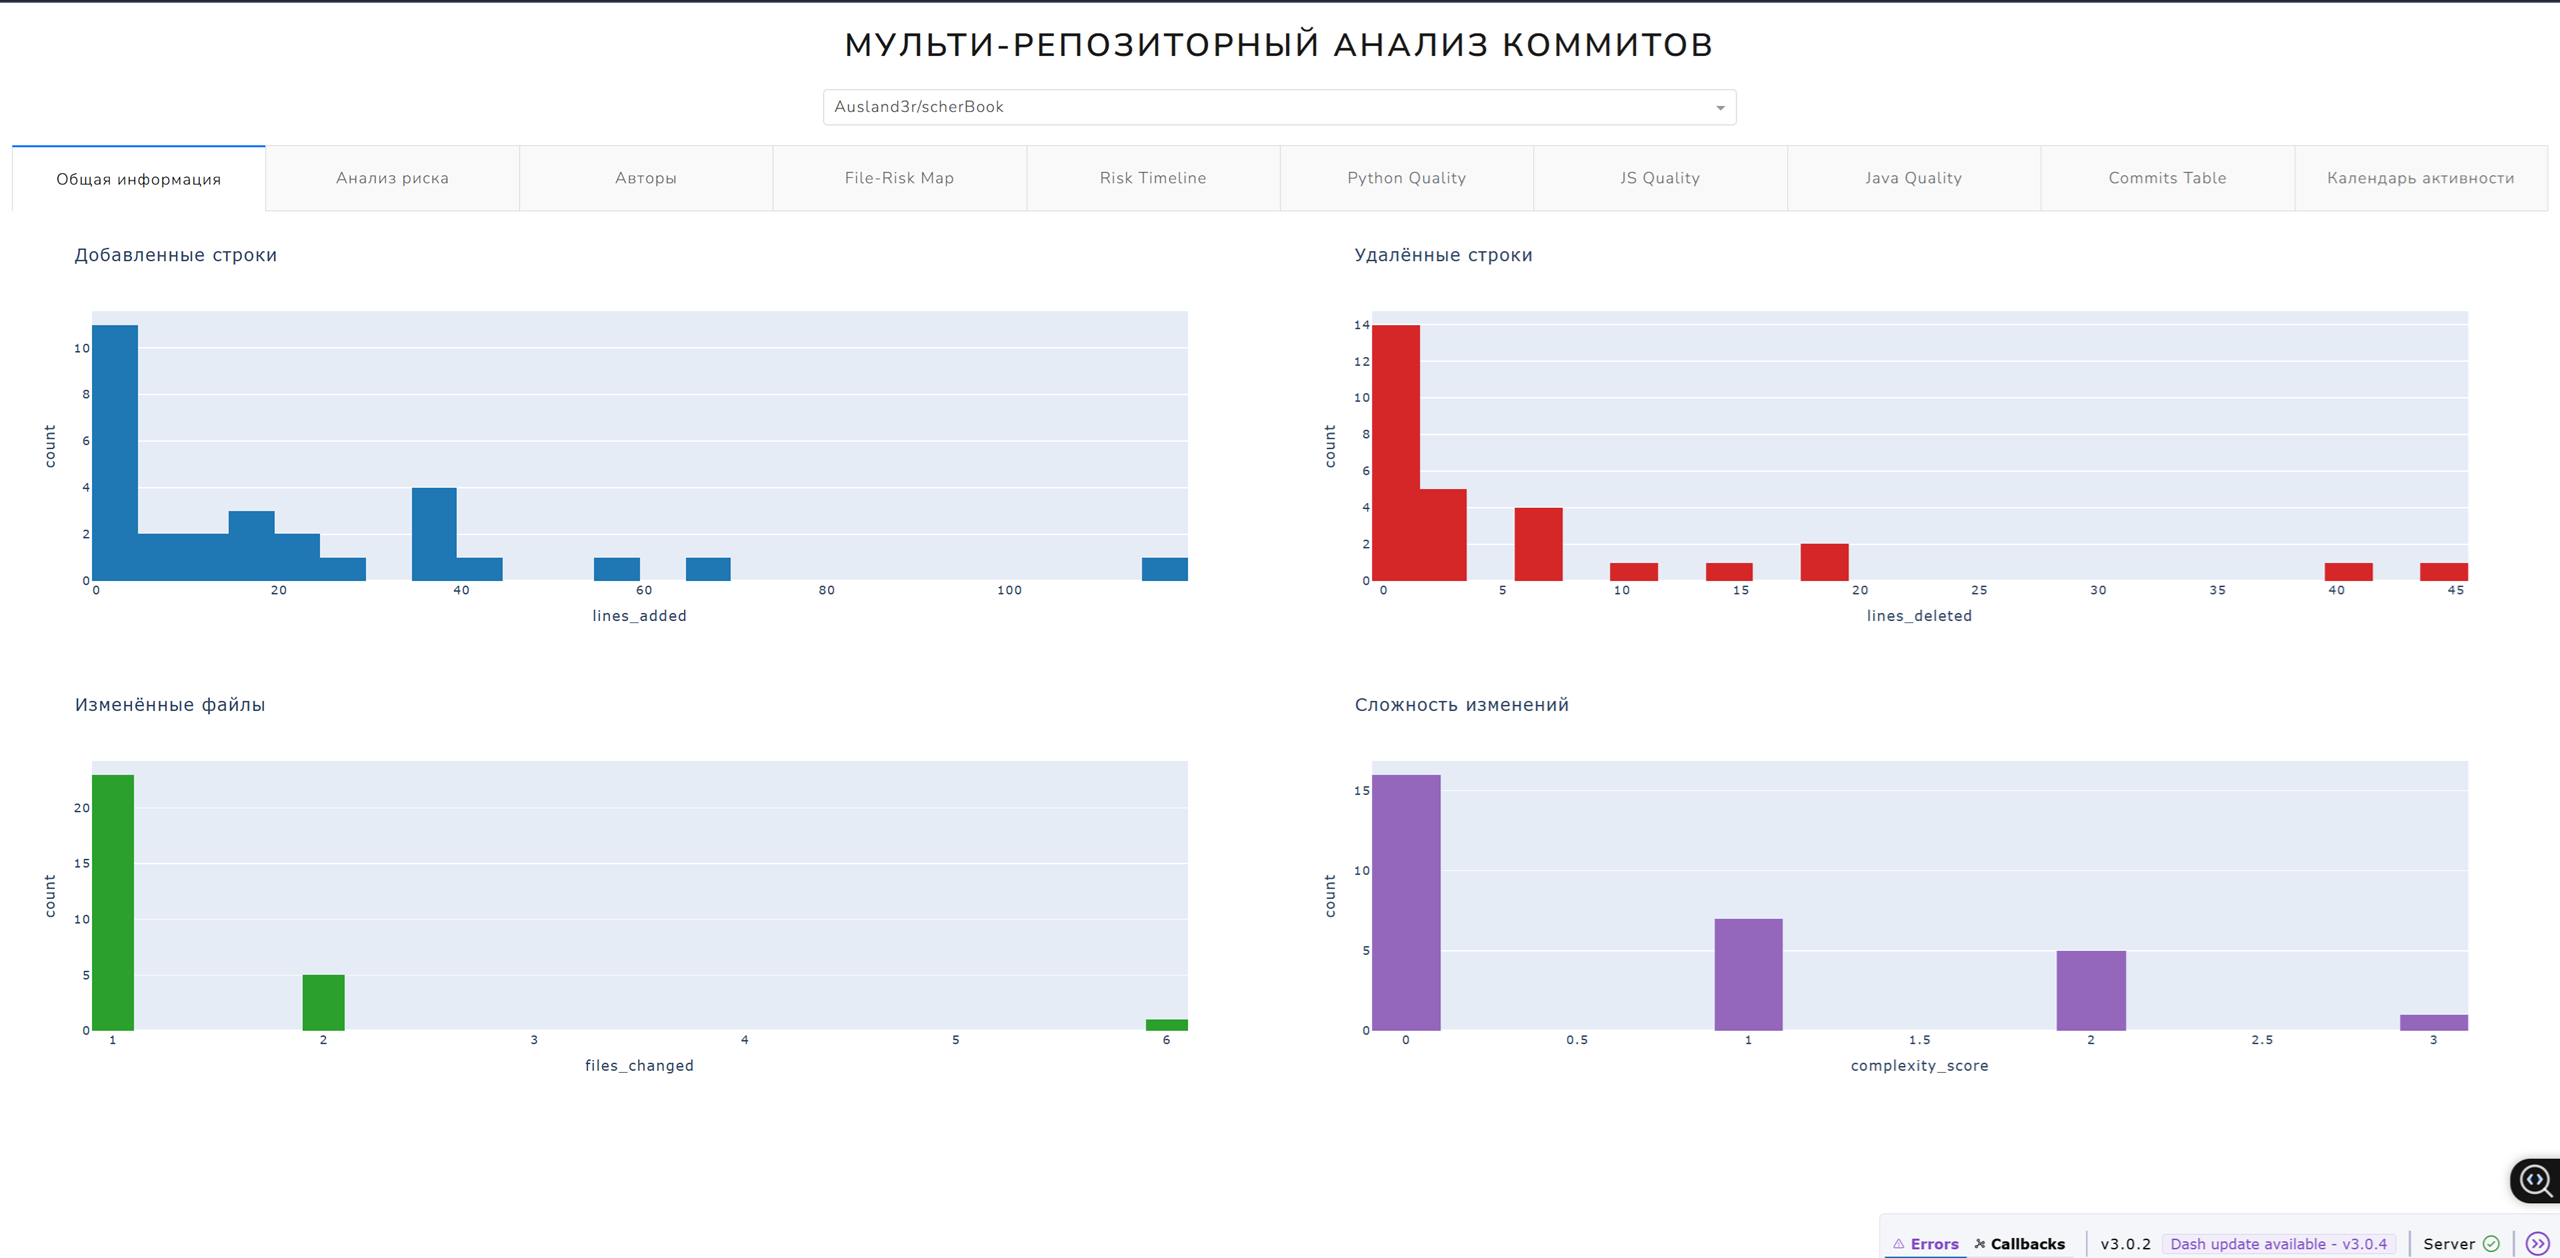 МУЛЬТИ-РЕПОЗИТОРНЫЙ АНАЛИЗ КОММИТОВ
Ausland3r/scherBook
Общая информация Анализ риска Авторы File-Risk Map Risk Timeline Python Quality JS Quality Java Quality Commits Table Календарь активности
Добавленные строки
count
10
8
6
4
2
0
0 20 40 60 80 100
lines_added
Удалённые строки
count
14
12
10
8
6
4
2
0
0 5 10 15 20 25 30 35 40 45
lines_deleted
Изменённые файлы
count
20
15
10
5
0
1 2 3 4 5 6
files_changed
Сложность изменений
count
15
10
5
0
0 0.5 1 1.5 2 2.5 3
complexity_score
Errors Callbacks v3.0.2 Dash update available - v3.0.4 Server